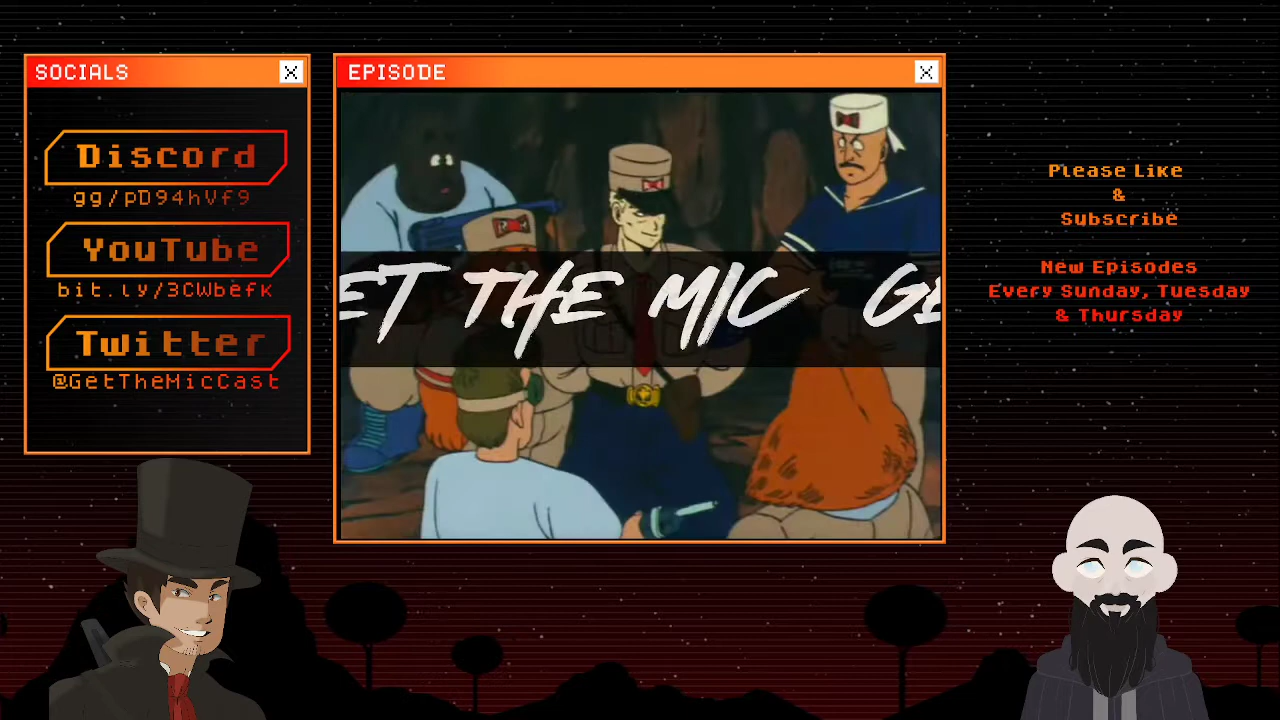 SOCIALS
Discord
gg/pD94hVf9
YouTube
bit.ly/3CWbefk
Twitter
@GetTheMicCast
EPISODE
ET THE MIC GE
Please Like
&
Subscribe
New Episodes
Every Sunday, Tuesday
& Thursday